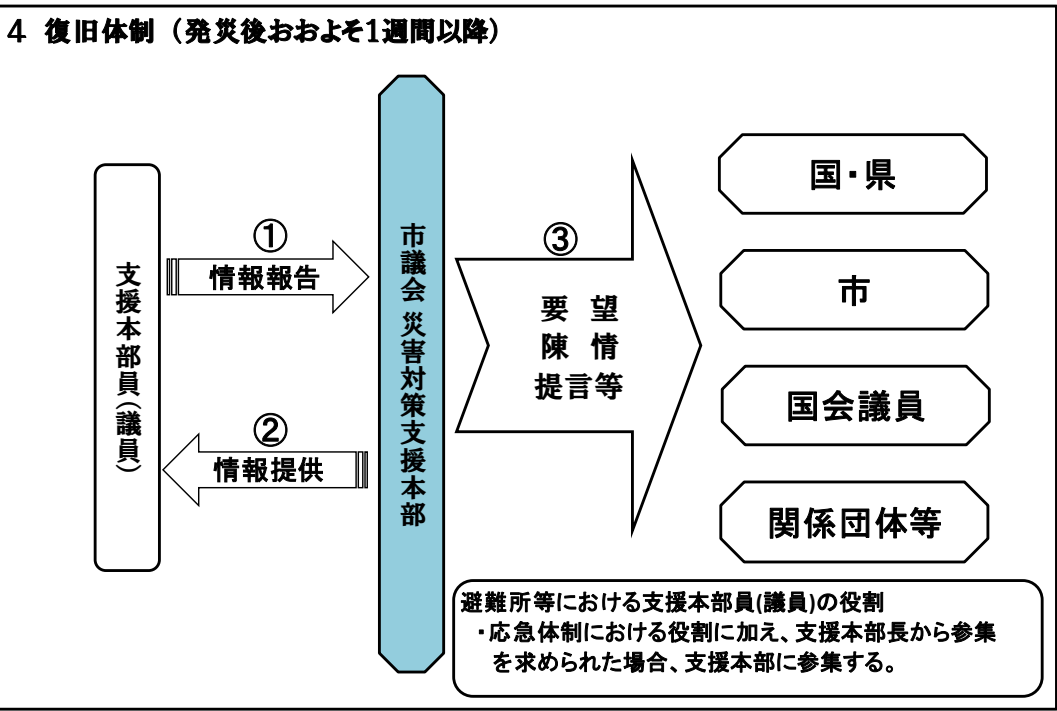 4 復旧体制（発災後おおよそ1週間以降）
支援本部員（議員）
①
情報報告
②
情報提供
市議会 災害対策支援本部
③
要 望
陳 情
提言等
国・県
市
国会議員
関係団体等
避難所等における支援本部員(議員)の役割
・応急体制における役割に加え、支援本部長から参集
を求められた場合、支援本部に参集する。